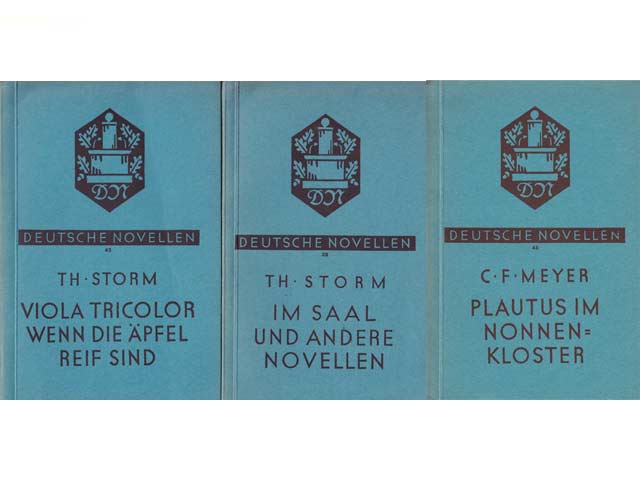 DN
DEUTSCHE NOVELLEN
TH·STORM
VIOLA TRICOLOR
WENN DIE ÄPFEL
REIF SIND
DN
DEUTSCHE NOVELLEN
TH·STORM
IM SAAL
UND ANDERE
NOVELLEN
DN
DEUTSCHE NOVELLEN
C·F·MEYER
PLAUTUS IM
NONNEN=
KLOSTER